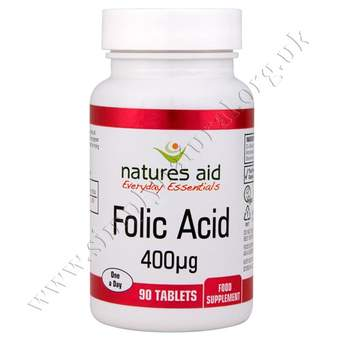 natures aid
Everyday Essentials
Folic Acid
400µg
One
a Day
90 TABLETS
FOOD
SUPPLEMENT